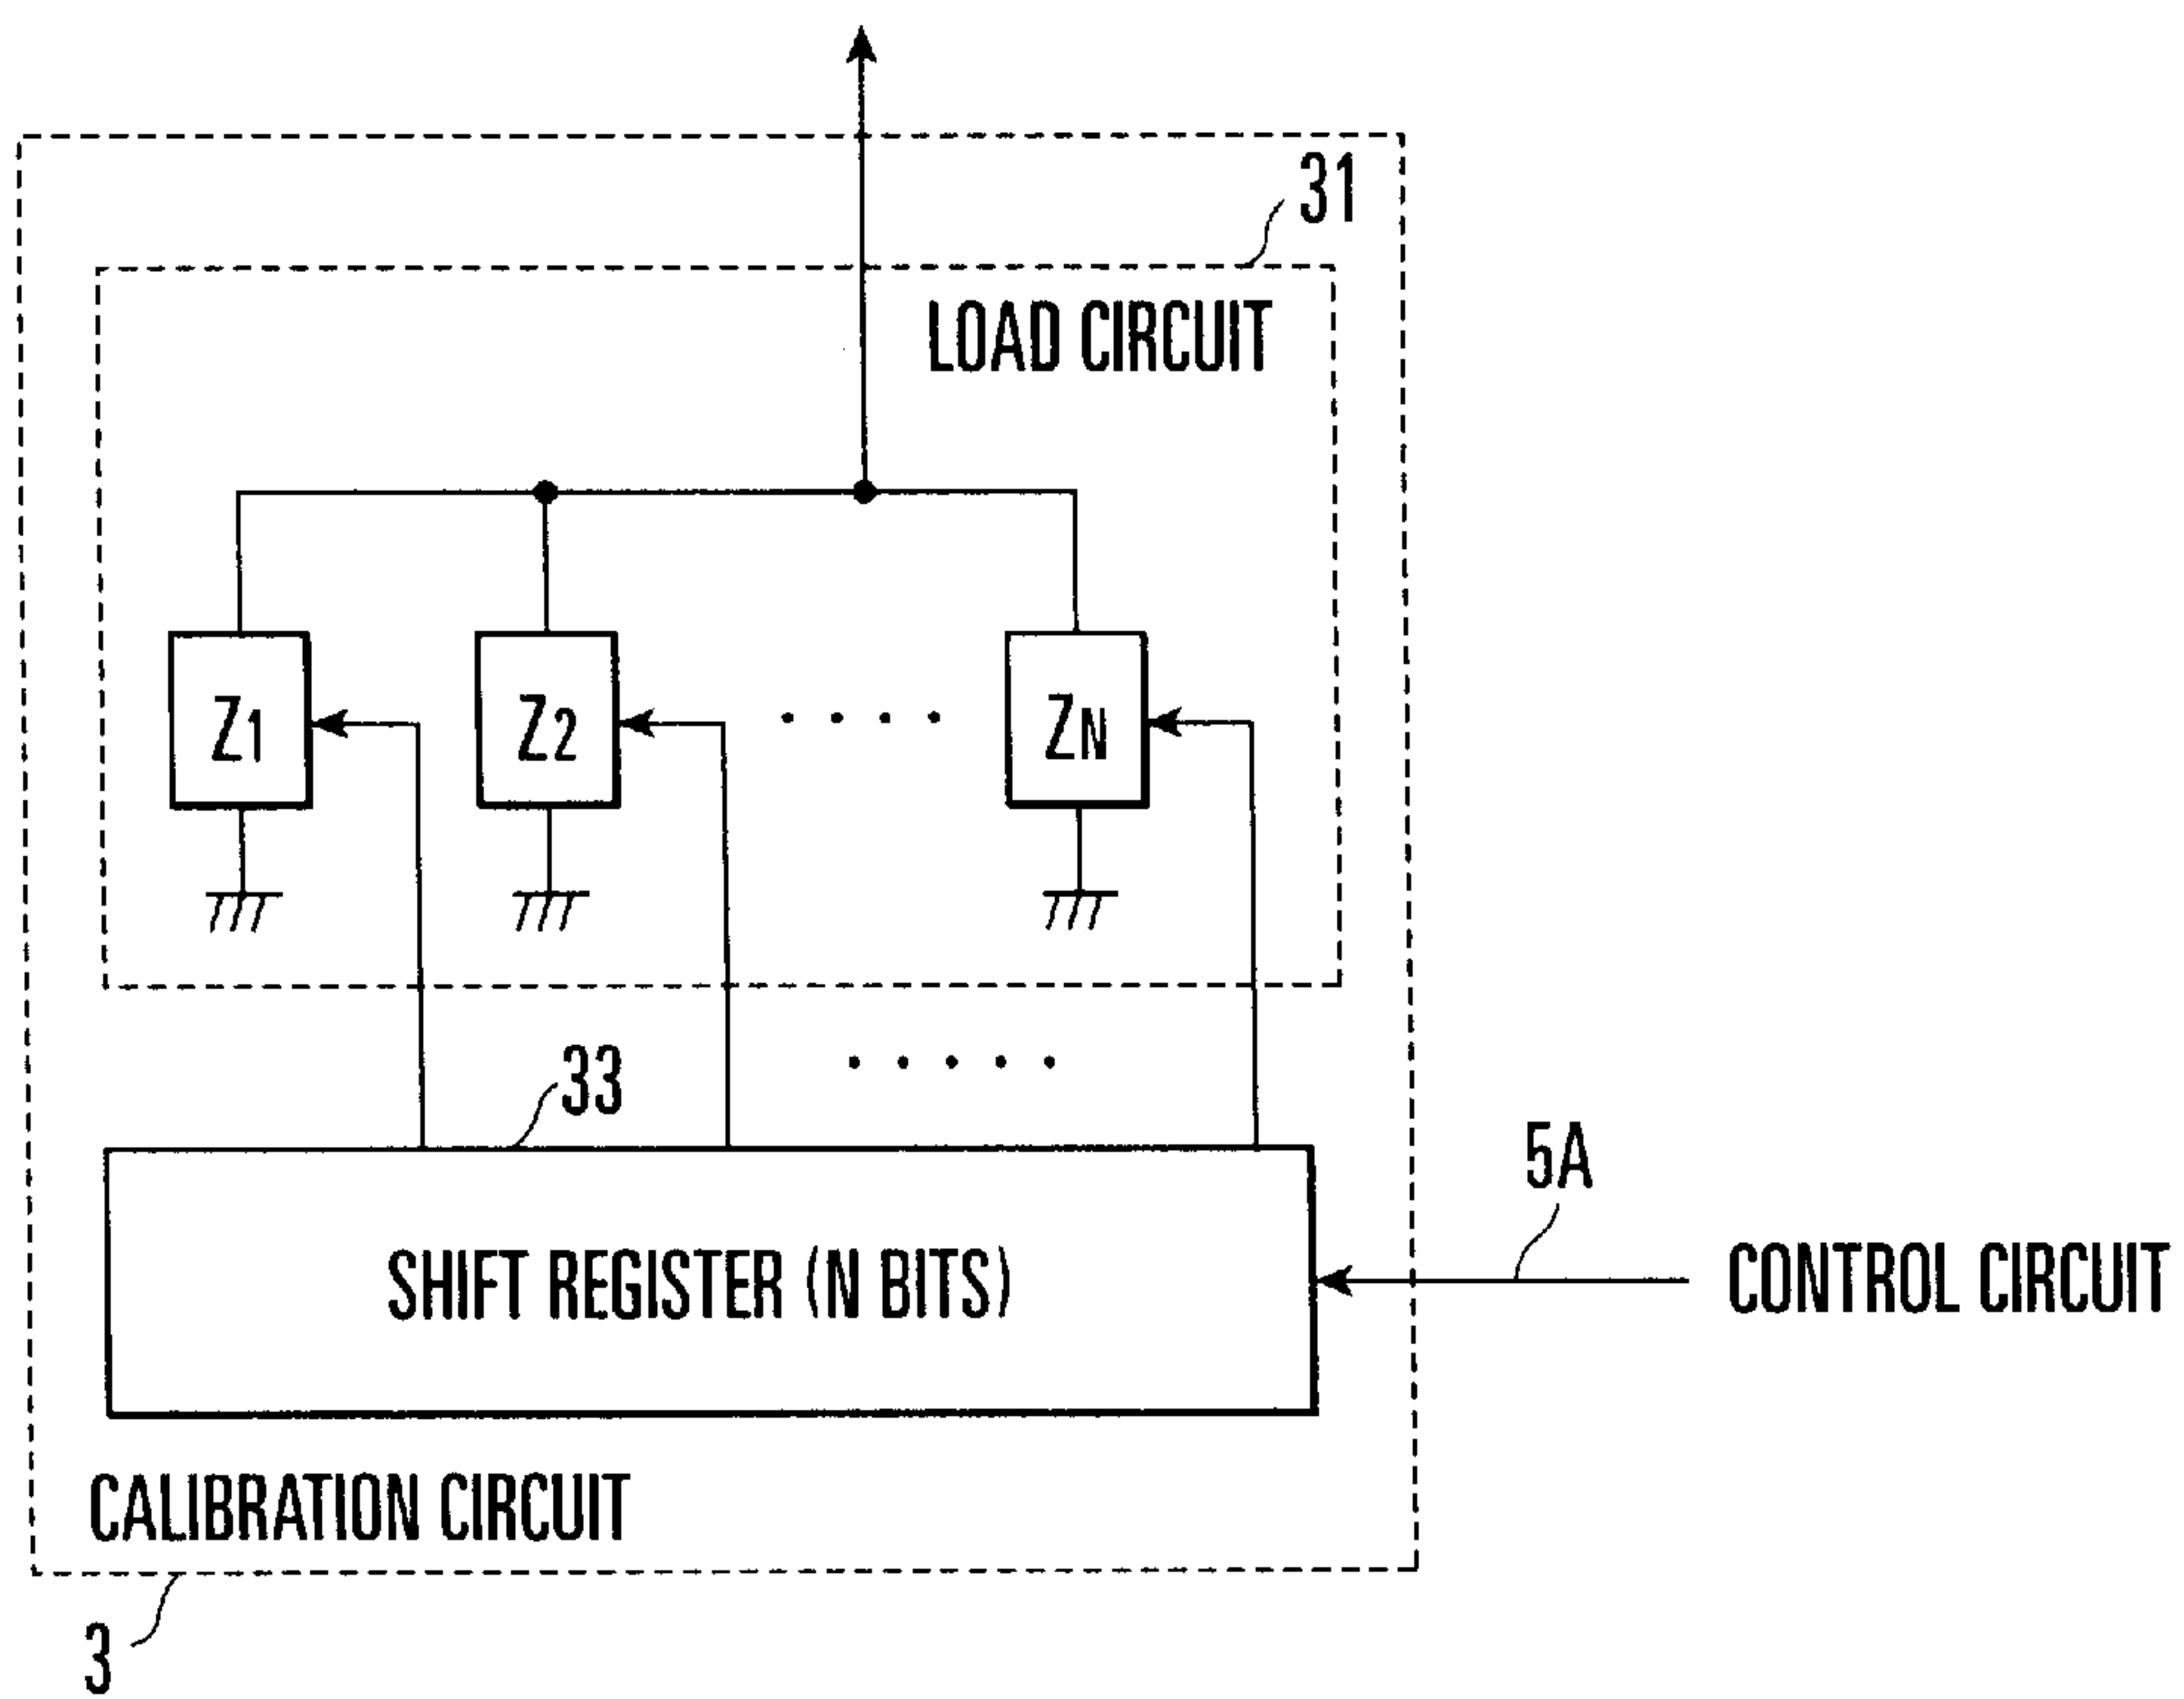 31
LOAD CIRCUIT
Z1
Z2
ZN
33
SHIFT REGISTER (N BITS)
5A
CONTROL CIRCUIT
CALIBRATION CIRCUIT
3